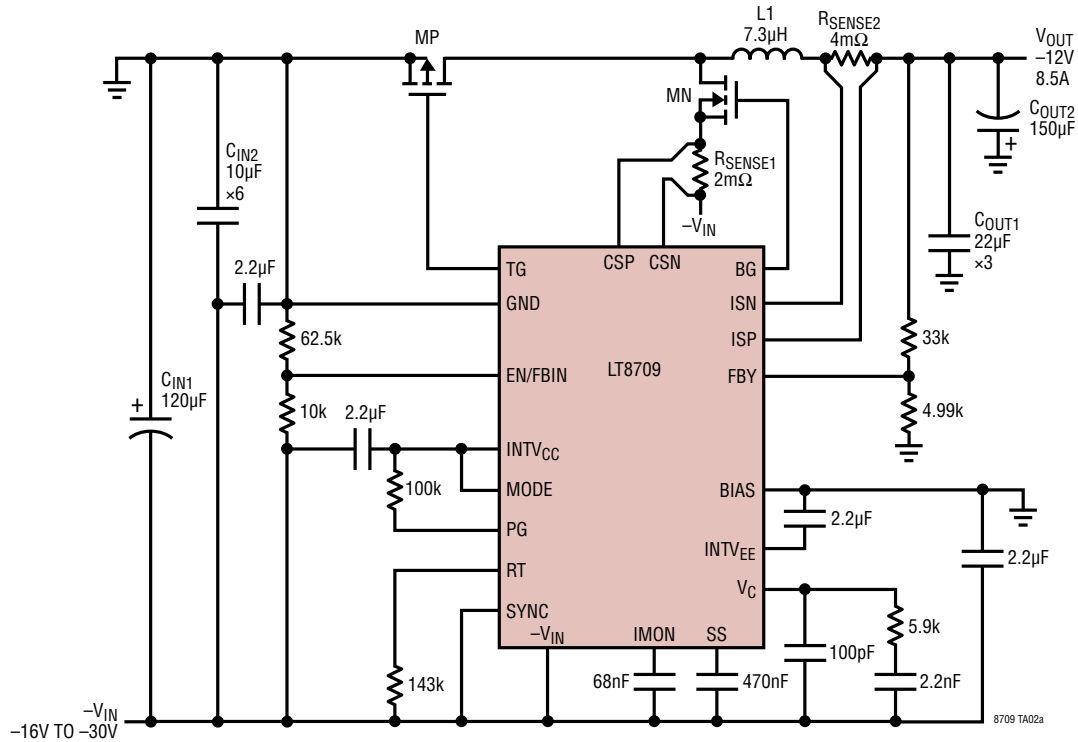 L1
7.3µH
RSENSE2
4mΩ
VOUT
–12V
8.5A
MP
MN
COUT2
150µF
+
CIN2
10µF
×6
RSENSE1
2mΩ
–VIN
COUT1
22µF
×3
2.2µF
TG
CSP
CSN
BG
GND
ISN
62.5k
ISP
33k
LT8709
EN/FBIN
FBY
CIN1
120µF
+
10k
2.2µF
4.99k
INTVCC
100k
MODE
BIAS
2.2µF
PG
INTVEE
2.2µF
RT
VC
SYNC
5.9k
–VIN
IMON
SS
100pF
143k
68nF
470nF
2.2nF
–VIN
–16V TO –30V
8709 TA02a